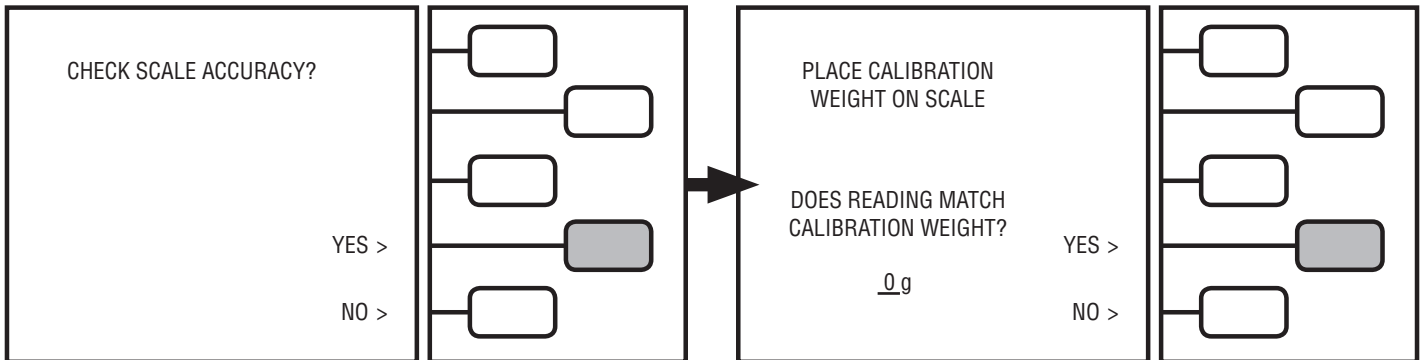 CHECK SCALE ACCURACY?
YES >
NO >
PLACE CALIBRATION
WEIGHT ON SCALE
DOES READING MATCH
CALIBRATION WEIGHT?
YES >
0 g
NO >